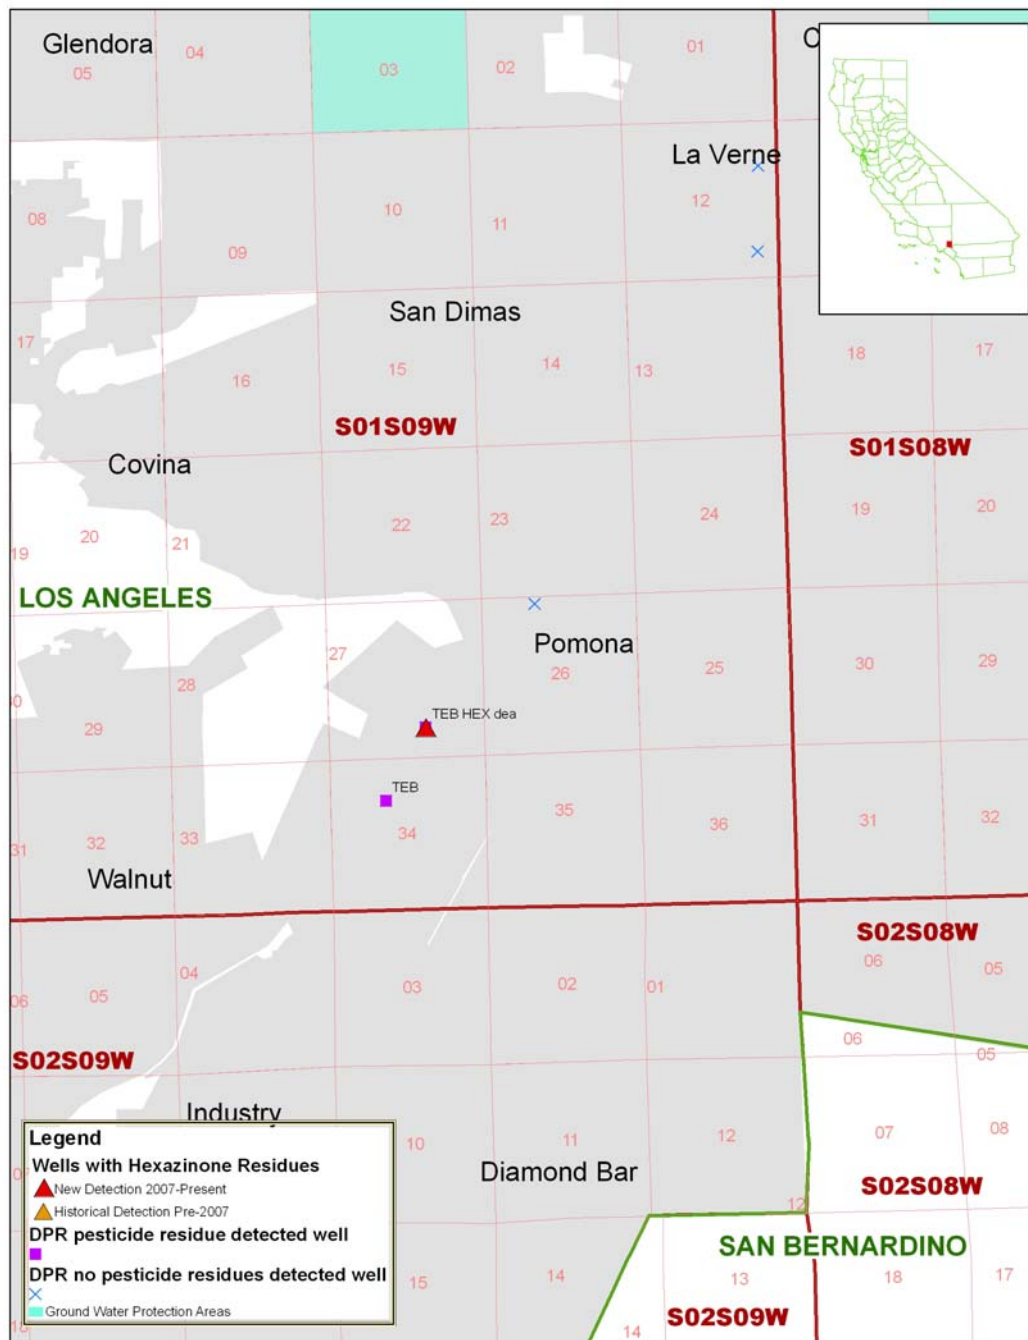 Glendora
05
04
03
02
01
C
La Verne
08
09
10
11
12
San Dimas
17
16
15
14
13
18
17
S01S09W
S01S08W
Covina
19
20
21
22
23
24
19
20
LOS ANGELES
Pomona
27
28
29
26
25
30
29
TEB HEX dea
TEB
31
32
33
34
35
36
31
32
Walnut
S02S08W
06
05
04
03
02
01
06
05
S02S09W
06
05
Industry
10
11
12
07
08
Diamond Bar
12
S02S08W
SAN BERNARDINO
15
14
13
18
17
14
S02S09W
18
Legend
Wells with Hexazinone Residues
New Detection 2007-Present
Historical Detection Pre-2007
DPR pesticide residue detected well
DPR no pesticide residues detected well
Ground Water Protection Areas